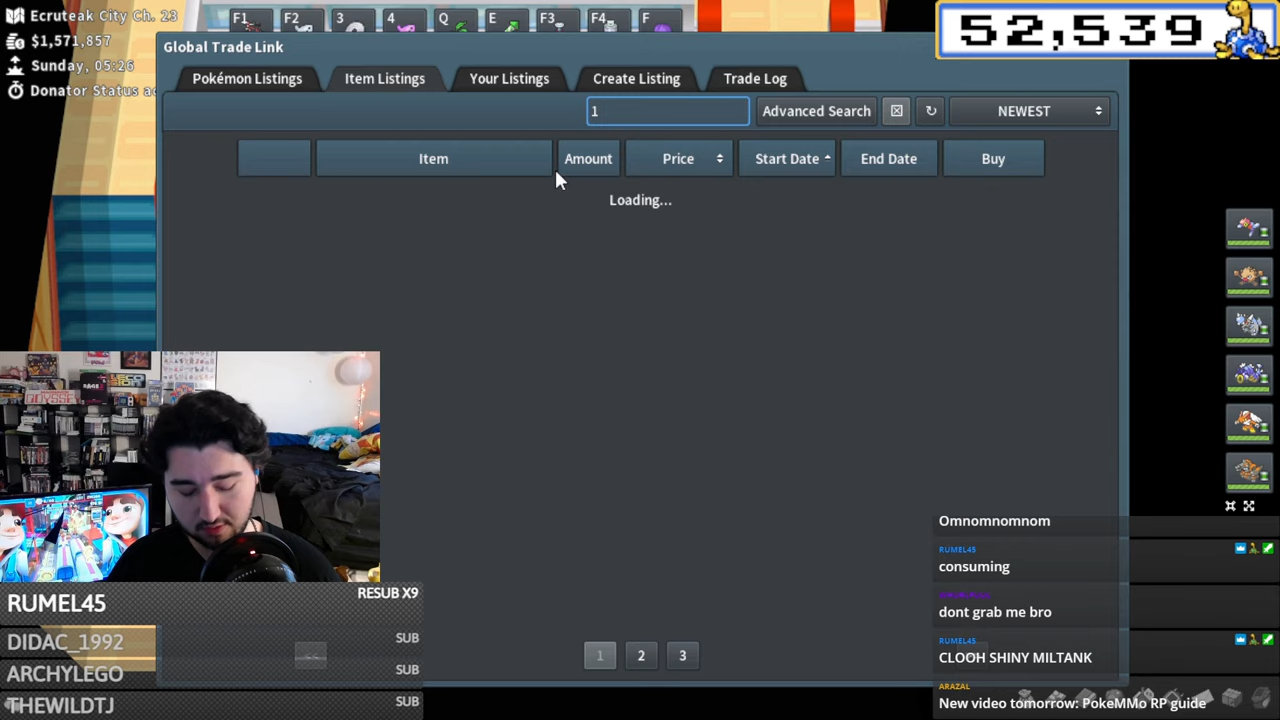 Ecruteak City Ch. 23
$1,571,857
Sunday, 05:26
Donator Status ac
F1
F2
3
4
Q
E
F3
F4
F
52,539
Global Trade Link
Pokémon Listings
Item Listings
Your Listings
Create Listing
Trade Log
1
Advanced Search
NEWEST
Item
Amount
Price
Start Date
End Date
Buy
Loading...
<<
1
2
3
RUMEL45
RESUB X9
DIDAC_1992
SUB
ARCHYLEGO
SUB
THEWILDTJ
SUB
Omnomnomnom
RUMEL45
consuming
dont grab me bro
RUMEL45
CLOOH SHINY MILTANK
ARAZAL
New video tomorrow: PokeMMo RP guide